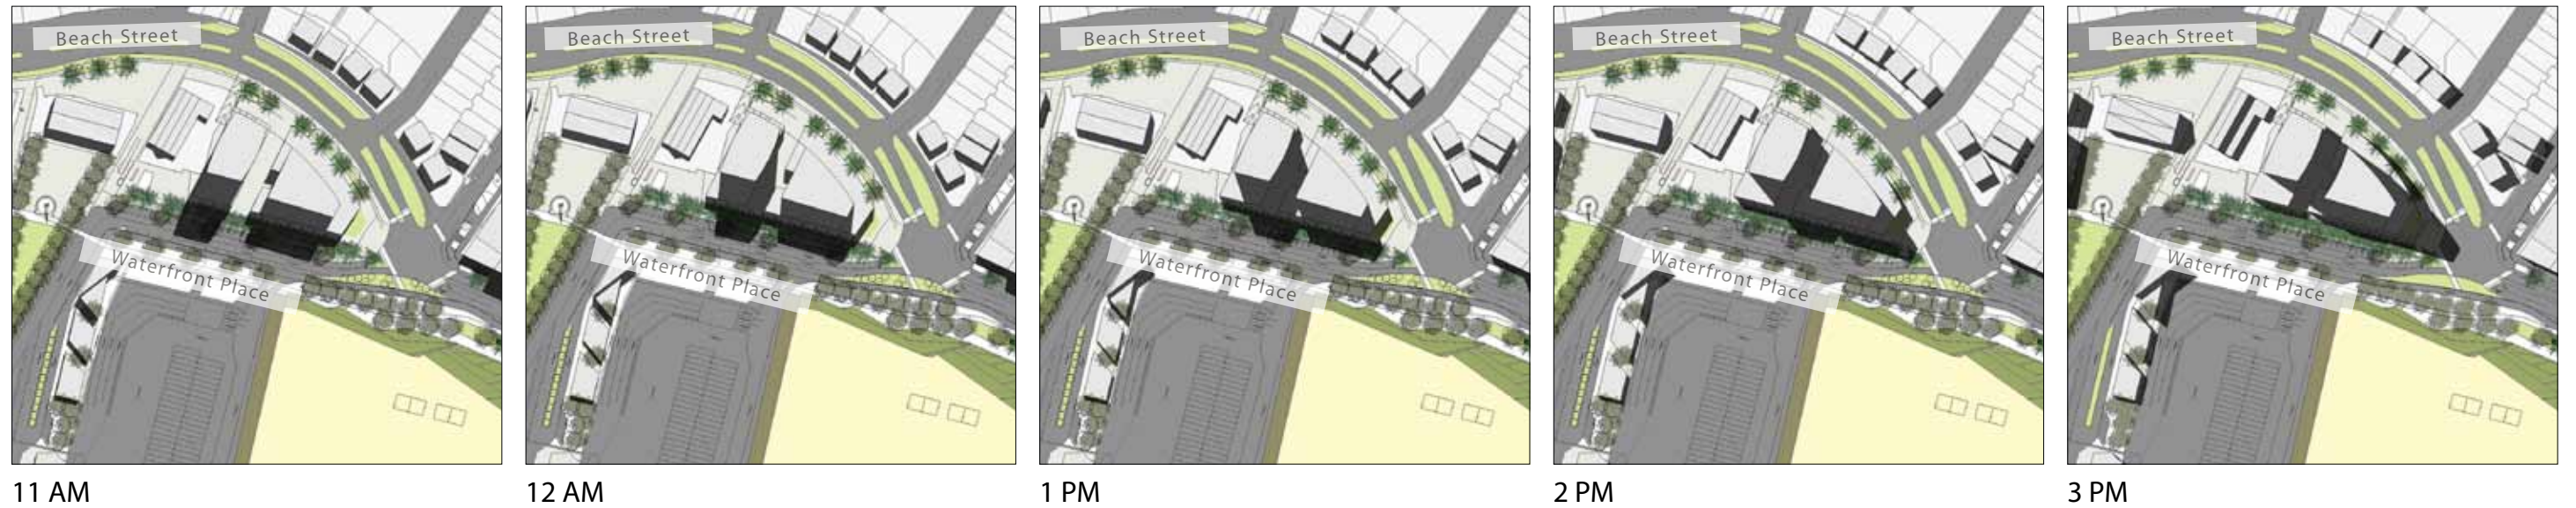 Beach Street
Waterfront Place
11 AM
Beach Street
Waterfront Place
12 AM
Beach Street
Waterfront Place
1 PM
Beach Street
Waterfront Place
2 PM
Beach Street
Waterfront Place
3 PM